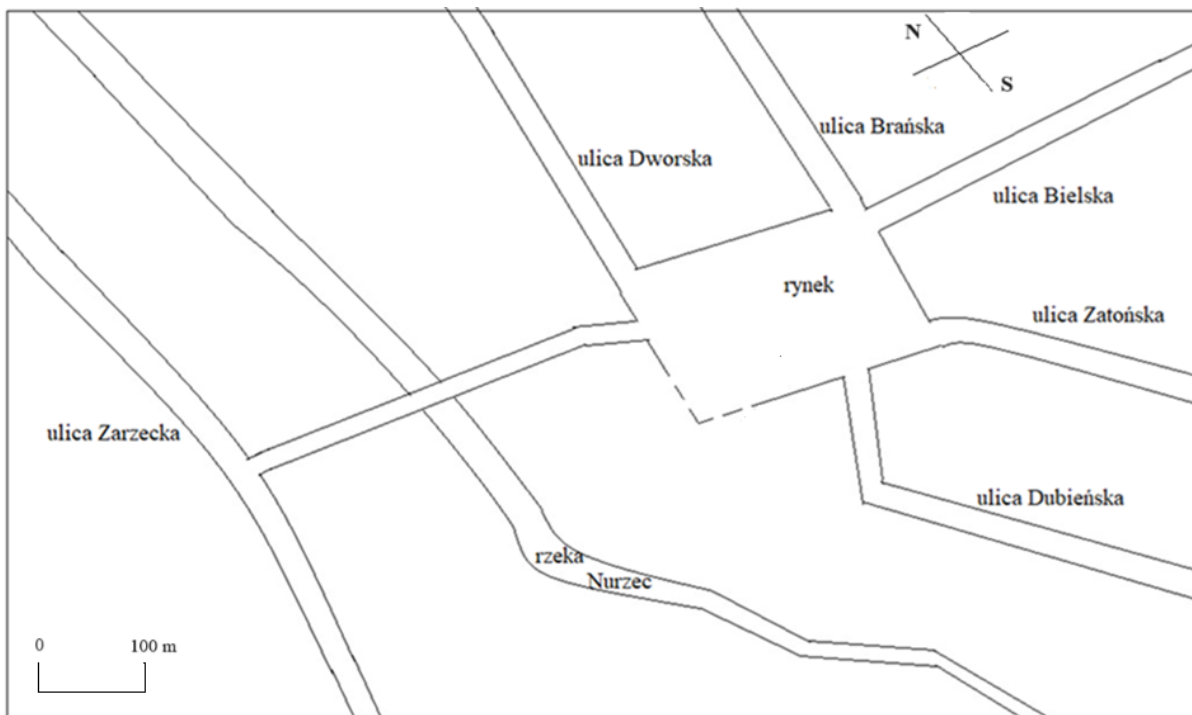 N
S
ulica Brańska
ulica Dworska
ulica Bielska
rynek
ulica Zatońska
ulica Zarzecka
ulica Dubieńska
rzeka
Nurzec
0 100 m